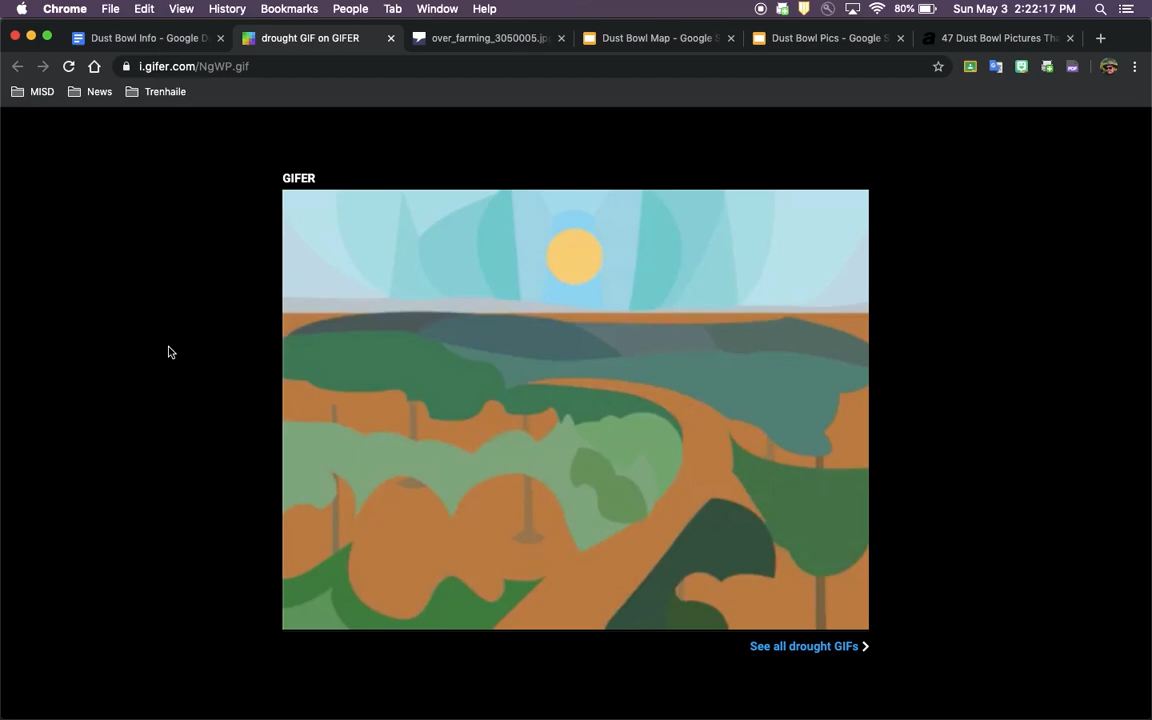 Chrome File Edit View History Bookmarks People Tab Window Help 80% Sun May 3 2:22:17 PM
Dust Bowl Info - Google D drought GIF on GIFER over_farming_3050005.jp Dust Bowl Map - Google S Dust Bowl Pics - Google S 47 Dust Bowl Pictures Tha
i.gifer.com/NgWP.gif
MISD News Trenhaile
GIFER
See all drought GIFs